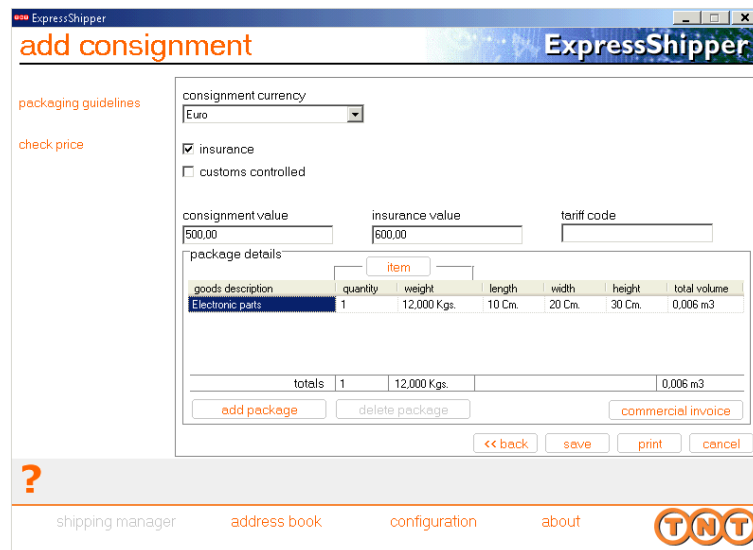 ExpressShipper
add consignment
ExpressShipper
packaging guidelines
check price
consignment currency
Euro
insurance
customs controlled
consignment value insurance value tariff code
500,00 600,00
package details
item
goods description quantity weight length width height total volume
Electronic parts 1 12,000 Kgs. 10 Cm. 20 Cm. 30 Cm. 0,006 m3
totals 1 12,000 Kgs. 0,006 m3
add package delete package commercial invoice
<< back save print cancel
?
shipping manager address book configuration about TNT